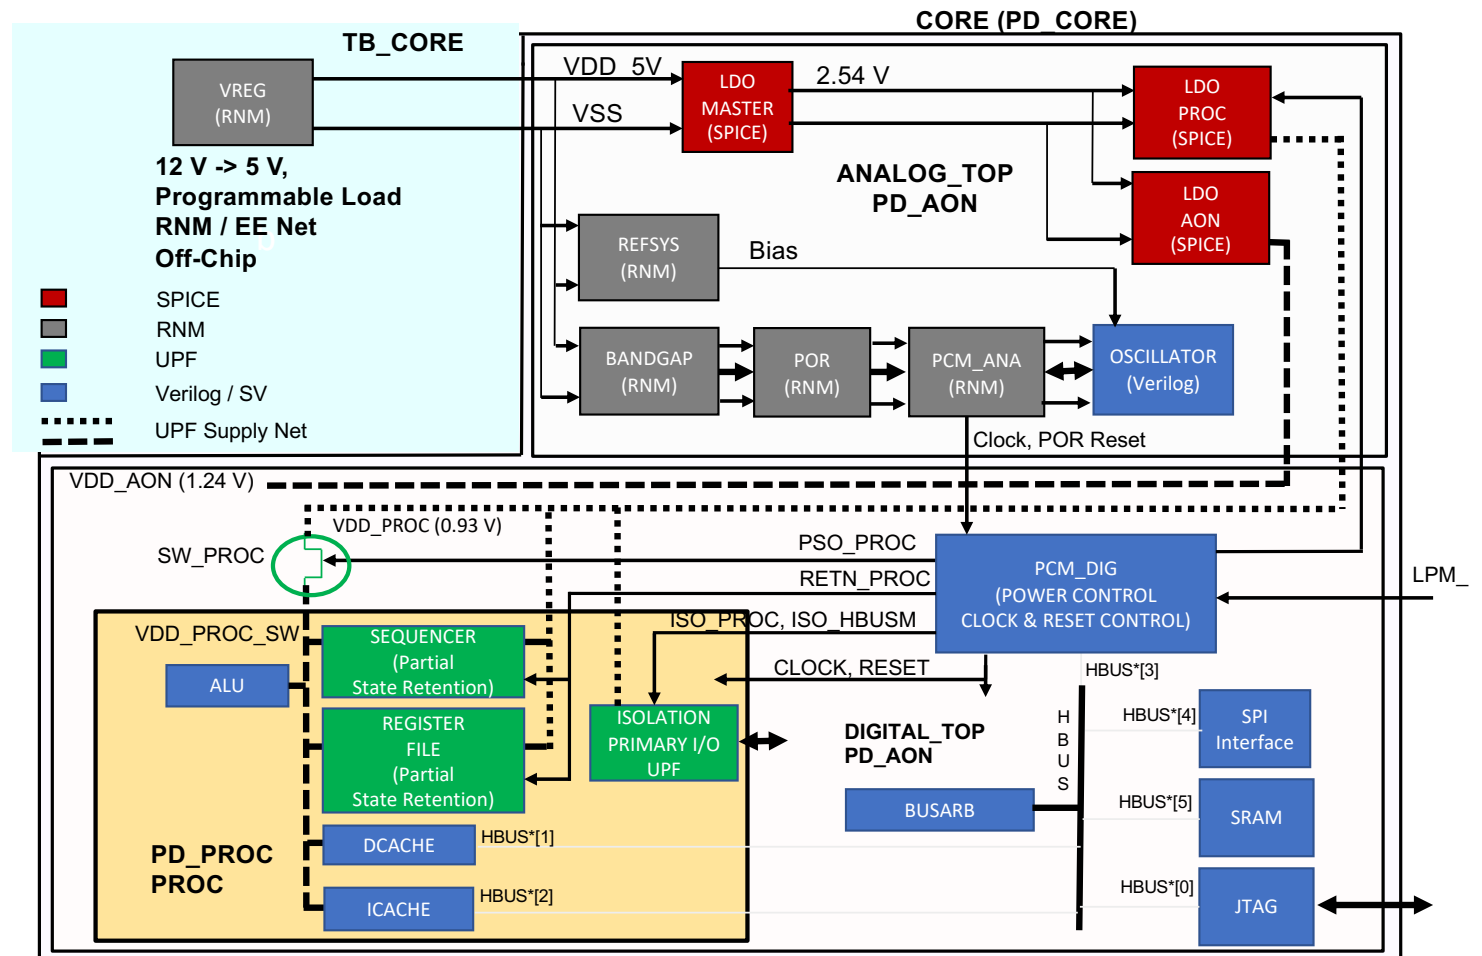 CORE (PD_CORE)
TB_CORE
VREG
(RNM)
VDD 5V
VSS
LDO
MASTER
(SPICE)
2.54 V
LDO
PROC
(SPICE)
12 V -> 5 V,
Programmable Load
RNM / EE Net
Off-Chip
ANALOG_TOP
PD_AON
LDO
AON
(SPICE)
REFSYS
(RNM)
Bias
SPICE
RNM
UPF
Verilog / SV
UPF Supply Net
BANDGAP
(RNM)
POR
(RNM)
PCM_ANA
(RNM)
OSCILLATOR
(Verilog)
Clock, POR Reset
VDD_AON (1.24 V)
VDD_PROC (0.93 V)
SW_PROC
PSO_PROC
RETN_PROC
ISO_PROC, ISO_HBUSM
CLOCK, RESET
PCM_DIG
(POWER CONTROL
CLOCK & RESET CONTROL)
LPM_
VDD_PROC_SW
ALU
SEQUENCER
(Partial
State Retention)
REGISTER
FILE
(Partial
State Retention)
ISOLATION
PRIMARY I/O
UPF
DIGITAL_TOP
PD_AON
HBUS
HBUS*[3]
HBUS*[4]
SPI
Interface
BUSARB
HBUS*[5]
SRAM
PD_PROC
PROC
DCACHE
HBUS*[1]
ICACHE
HBUS*[2]
HBUS*[0]
JTAG